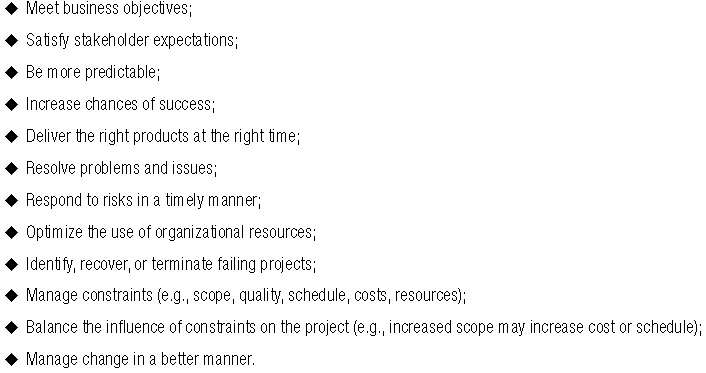 ◆ Meet business objectives;
◆ Satisfy stakeholder expectations;
◆ Be more predictable;
◆ Increase chances of success;
◆ Deliver the right products at the right time;
◆ Resolve problems and issues;
◆ Respond to risks in a timely manner;
◆ Optimize the use of organizational resources;
◆ Identify, recover, or terminate failing projects;
◆ Manage constraints (e.g., scope, quality, schedule, costs, resources);
◆ Balance the influence of constraints on the project (e.g., increased scope may increase cost or schedule);
◆ Manage change in a better manner.